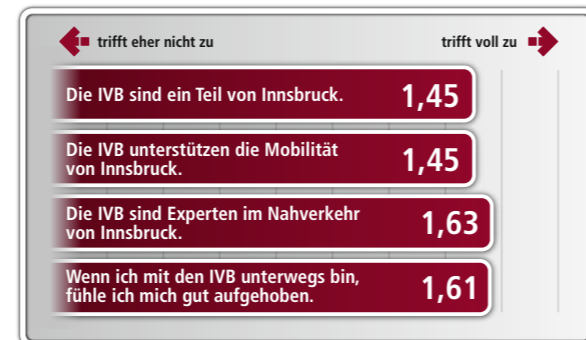 trifft eher nicht zu
trifft voll zu
Die IVB sind ein Teil von Innsbruck.
1,45
Die IVB unterstützen die Mobilität
von Innsbruck.
1,45
Die IVB sind Experten im Nahverkehr
von Innsbruck.
1,63
Wenn ich mit den IVB unterwegs bin,
fühle ich mich gut aufgehoben.
1,61